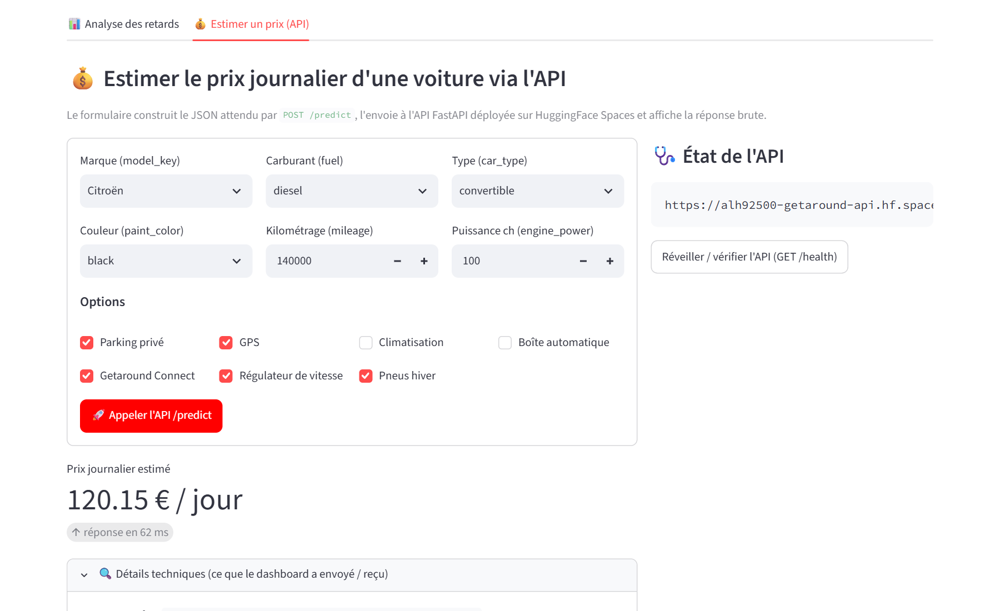 Analyse des retards
Estimer un prix (API)
Estimer le prix journalier d'une voiture via l'API
Le formulaire construit le JSON attendu par POST /predict , l'envoie à l'API FastAPI déployée sur HuggingFace Spaces et affiche la réponse brute.
Marque (model_key)
Carburant (fuel)
Type (car_type)
Citroën
diesel
convertible
Couleur (paint_color)
Kilométrage (mileage)
Puissance ch (engine_power)
black
140000
100
Options
Parking privé
GPS
Climatisation
Boîte automatique
Getaround Connect
Régulateur de vitesse
Pneus hiver
Appeler l'API /predict
État de l'API
https://alh92500-getaround-api.hf.space
Réveiller / vérifier l'API (GET /health)
Prix journalier estimé
120.15 € / jour
↑ réponse en 62 ms
Détails techniques (ce que le dashboard a envoyé / reçu)